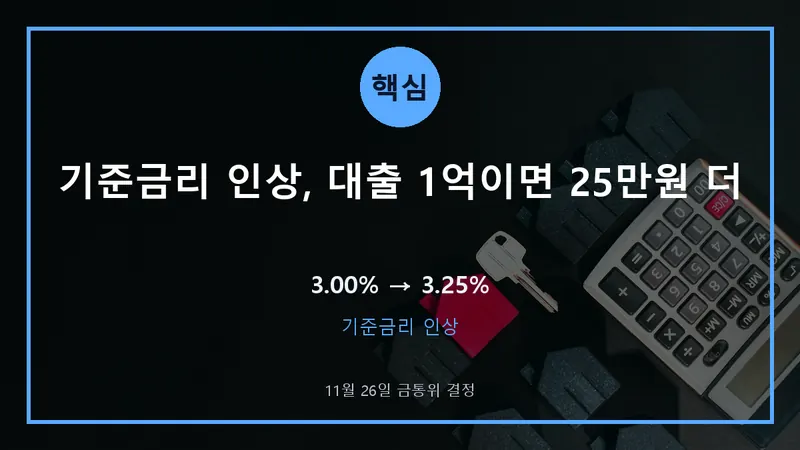 핵심
기준금리 인상, 대출 1억이면 25만원 더
3.00% → 3.25%
기준금리 인상
11월 26일 금통위 결정